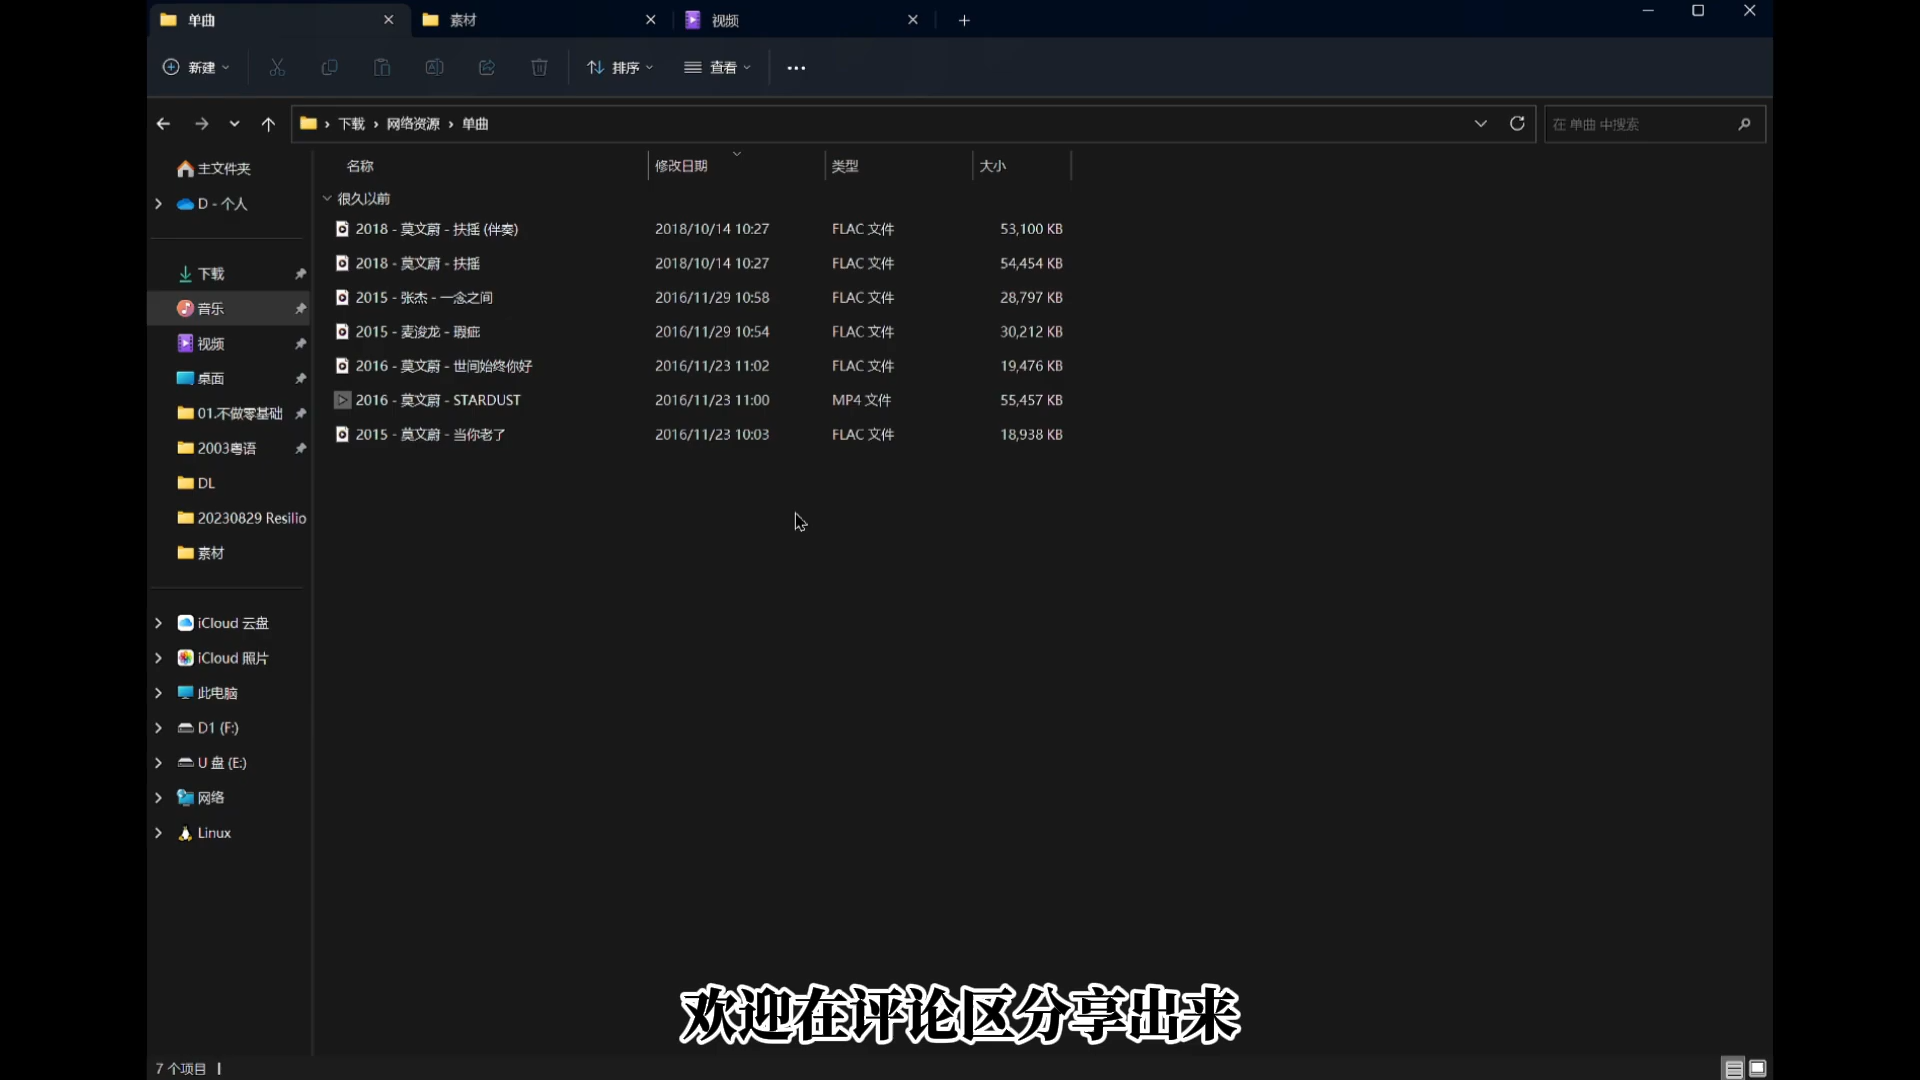 单曲
素材
视频
新建
排序
查看
下载 网络资源 单曲
在 单曲 中搜索
主文件夹
D - 个人
下载
音乐
视频
桌面
01.不做零基础
2003粤语
DL
20230829 Resilio
素材
iCloud 云盘
iCloud 照片
此电脑
D1 (F:)
U 盘 (E:)
网络
Linux
名称 修改日期 类型 大小
很久以前
2018 - 莫文蔚 - 扶摇 (伴奏) 2018/10/14 10:27 FLAC 文件 53,100 KB
2018 - 莫文蔚 - 扶摇 2018/10/14 10:27 FLAC 文件 54,454 KB
2015 - 张杰 - 一念之间 2016/11/29 10:58 FLAC 文件 28,797 KB
2015 - 麦浚龙 - 瑕疵 2016/11/29 10:54 FLAC 文件 30,212 KB
2016 - 莫文蔚 - 世间始终你好 2016/11/23 11:02 FLAC 文件 19,476 KB
2016 - 莫文蔚 - STARDUST 2016/11/23 11:00 MP4 文件 55,457 KB
2015 - 莫文蔚 - 当你老了 2016/11/23 10:03 FLAC 文件 18,938 KB
欢迎在评论区分享出来
7 个项目